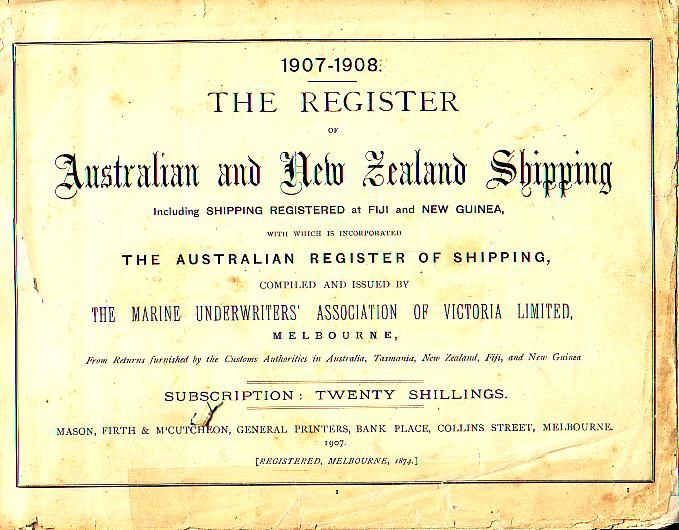 1907-1908.
THE REGISTER
OF
Australian and New Zealand Shipping
Including SHIPPING REGISTERED at FIJI and NEW GUINEA,
WITH WHICH IS INCORPORATED
THE AUSTRALIAN REGISTER OF SHIPPING,
COMPILED AND ISSUED BY
THE MARINE UNDERWRITERS' ASSOCIATION OF VICTORIA LIMITED,
MELBOURNE,
From Returns furnished by the Customs Authorities in Australia, Tasmania, New Zealand, Fiji, and New Guinea
SUBSCRIPTION: TWENTY SHILLINGS.
MASON, FIRTH & M'CUTCHEON, GENERAL PRINTERS, BANK PLACE, COLLINS STREET, MELBOURNE.
1907.
[REGISTERED, MELBOURNE, 1874.]
1 1